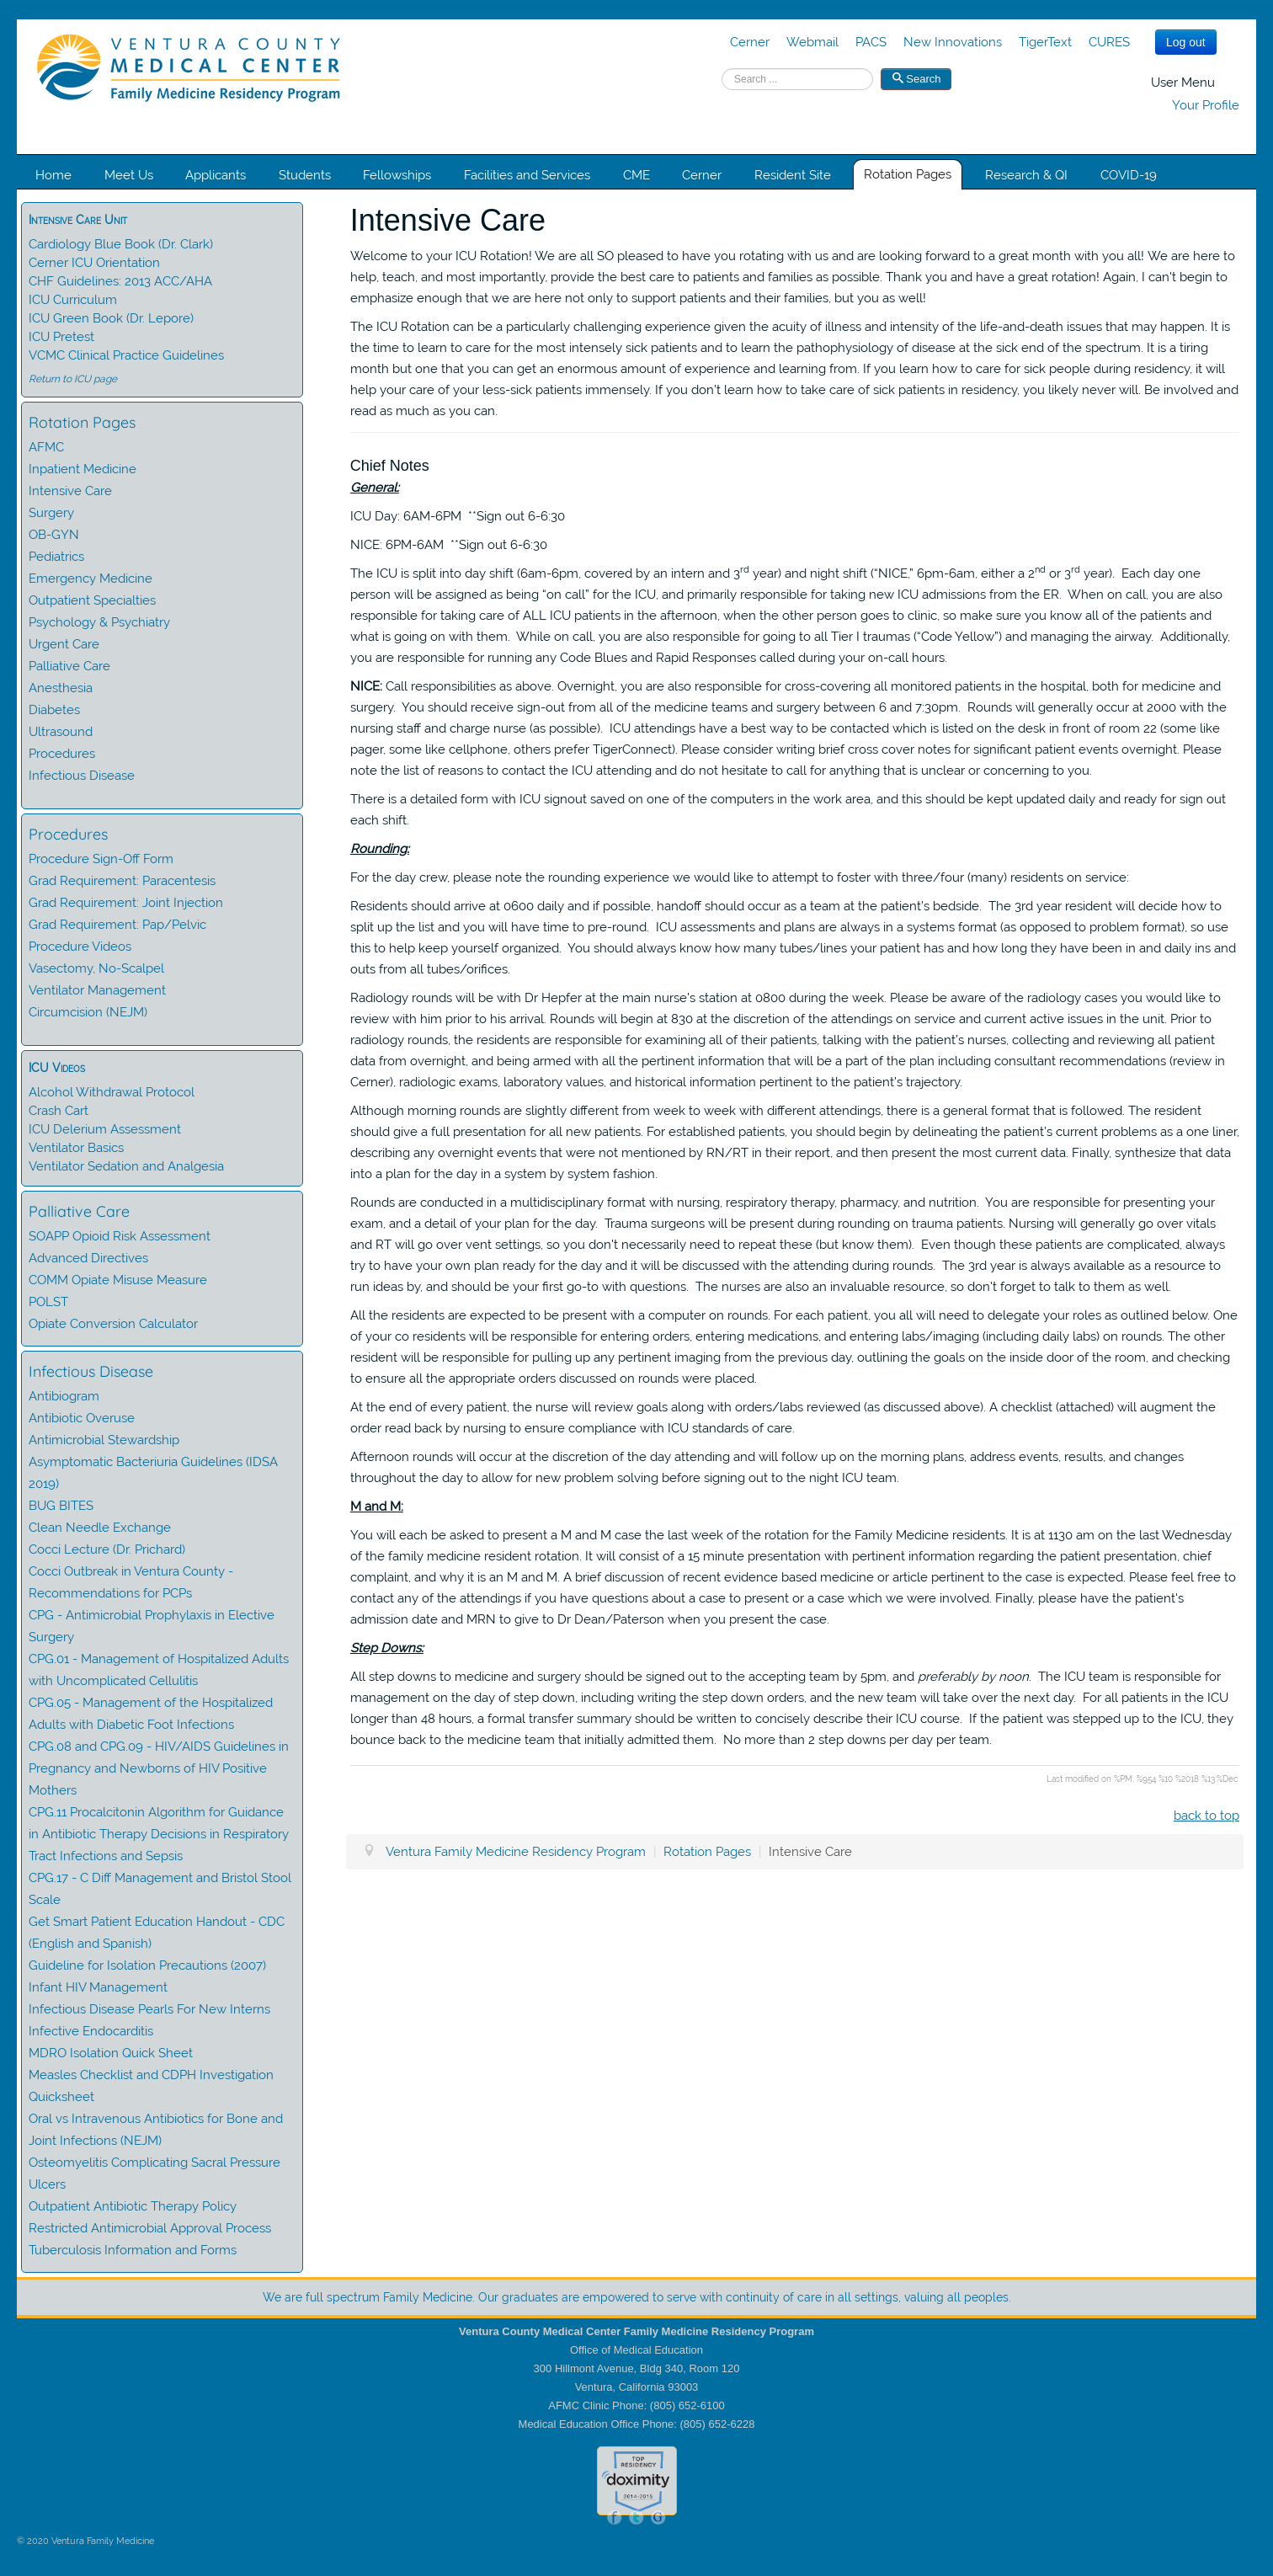 VENTURA COUNTY
MEDICAL CENTER
Family Medicine Residency Program
Cerner Webmail PACS New Innovations TigerText CURES
Log out
Search ...
Search
User Menu
Your Profile
Home Meet Us Applicants Students Fellowships Facilities and Services CME Cerner Resident Site Rotation Pages Research & QI COVID-19
Intensive Care Unit
Cardiology Blue Book (Dr. Clark)
Cerner ICU Orientation
CHF Guidelines: 2013 ACC/AHA
ICU Curriculum
ICU Green Book (Dr. Lepore)
ICU Pretest
VCMC Clinical Practice Guidelines
Return to ICU page
Rotation Pages
AFMC
Inpatient Medicine
Intensive Care
Surgery
OB-GYN
Pediatrics
Emergency Medicine
Outpatient Specialties
Psychology & Psychiatry
Urgent Care
Palliative Care
Anesthesia
Diabetes
Ultrasound
Procedures
Infectious Disease
Procedures
Procedure Sign-Off Form
Grad Requirement: Paracentesis
Grad Requirement: Joint Injection
Grad Requirement: Pap/Pelvic
Procedure Videos
Vasectomy, No-Scalpel
Ventilator Management
Circumcision (NEJM)
ICU Videos
Alcohol Withdrawal Protocol
Crash Cart
ICU Delerium Assessment
Ventilator Basics
Ventilator Sedation and Analgesia
Palliative Care
SOAPP Opioid Risk Assessment
Advanced Directives
COMM Opiate Misuse Measure
POLST
Opiate Conversion Calculator
Infectious Disease
Antibiogram
Antibiotic Overuse
Antimicrobial Stewardship
Asymptomatic Bacteriuria Guidelines (IDSA
2019)
BUG BITES
Clean Needle Exchange
Cocci Lecture (Dr. Prichard)
Cocci Outbreak in Ventura County -
Recommendations for PCPs
CPG - Antimicrobial Prophylaxis in Elective
Surgery
CPG.01 - Management of Hospitalized Adults
with Uncomplicated Cellulitis
CPG.05 - Management of the Hospitalized
Adults with Diabetic Foot Infections
CPG.08 and CPG.09 - HIV/AIDS Guidelines in
Pregnancy and Newborns of HIV Positive
Mothers
CPG.11 Procalcitonin Algorithm for Guidance
in Antibiotic Therapy Decisions in Respiratory
Tract Infections and Sepsis
CPG.17 - C Diff Management and Bristol Stool
Scale
Get Smart Patient Education Handout - CDC
(English and Spanish)
Guideline for Isolation Precautions (2007)
Infant HIV Management
Infectious Disease Pearls For New Interns
Infective Endocarditis
MDRO Isolation Quick Sheet
Measles Checklist and CDPH Investigation
Quicksheet
Oral vs Intravenous Antibiotics for Bone and
Joint Infections (NEJM)
Osteomyelitis Complicating Sacral Pressure
Ulcers
Outpatient Antibiotic Therapy Policy
Restricted Antimicrobial Approval Process
Tuberculosis Information and Forms
Intensive Care
Welcome to your ICU Rotation! We are all SO pleased to have you rotating with us and are looking forward to a great month with you all! We are here to
help, teach, and most importantly, provide the best care to patients and families as possible. Thank you and have a great rotation! Again, I can't begin to
emphasize enough that we are here not only to support patients and their families, but you as well!
The ICU Rotation can be a particularly challenging experience given the acuity of illness and intensity of the life-and-death issues that may happen. It is
the time to learn to care for the most intensely sick patients and to learn the pathophysiology of disease at the sick end of the spectrum. It is a tiring
month but one that you can get an enormous amount of experience and learning from. If you learn how to care for sick people during residency, it will
help your care of your less-sick patients immensely. If you don't learn how to take care of sick patients in residency, you likely never will. Be involved and
read as much as you can.
Chief Notes
General:
ICU Day: 6AM-6PM **Sign out 6-6:30
NICE: 6PM-6AM **Sign out 6-6:30
The ICU is split into day shift (6am-6pm, covered by an intern and 3rd year) and night shift ("NICE," 6pm-6am, either a 2nd or 3rd year). Each day one
person will be assigned as being "on call" for the ICU, and primarily responsible for taking new ICU admissions from the ER. When on call, you are also
responsible for taking care of ALL ICU patients in the afternoon, when the other person goes to clinic, so make sure you know all of the patients and
what is going on with them. While on call, you are also responsible for going to all Tier I traumas ("Code Yellow") and managing the airway. Additionally,
you are responsible for running any Code Blues and Rapid Responses called during your on-call hours.
NICE: Call responsibilities as above. Overnight, you are also responsible for cross-covering all monitored patients in the hospital, both for medicine and
surgery. You should receive sign-out from all of the medicine teams and surgery between 6 and 7:30pm. Rounds will generally occur at 2000 with the
nursing staff and charge nurse (as possible). ICU attendings have a best way to be contacted which is listed on the desk in front of room 22 (some like
pager, some like cellphone, others prefer TigerConnect). Please consider writing brief cross cover notes for significant patient events overnight. Please
note the list of reasons to contact the ICU attending and do not hesitate to call for anything that is unclear or concerning to you.
There is a detailed form with ICU signout saved on one of the computers in the work area, and this should be kept updated daily and ready for sign out
each shift.
Rounding:
For the day crew, please note the rounding experience we would like to attempt to foster with three/four (many) residents on service:
Residents should arrive at 0600 daily and if possible, handoff should occur as a team at the patient's bedside. The 3rd year resident will decide how to
split up the list and you will have time to pre-round. ICU assessments and plans are always in a systems format (as opposed to problem format), so use
this to help keep yourself organized. You should always know how many tubes/lines your patient has and how long they have been in and daily ins and
outs from all tubes/orifices.
Radiology rounds will be with Dr Hepfer at the main nurse's station at 0800 during the week. Please be aware of the radiology cases you would like to
review with him prior to his arrival. Rounds will begin at 830 at the discretion of the attendings on service and current active issues in the unit. Prior to
radiology rounds, the residents are responsible for examining all of their patients, talking with the patient's nurses, collecting and reviewing all patient
data from overnight, and being armed with all the pertinent information that will be a part of the plan including consultant recommendations (review in
Cerner), radiologic exams, laboratory values, and historical information pertinent to the patient's trajectory.
Although morning rounds are slightly different from week to week with different attendings, there is a general format that is followed. The resident
should give a full presentation for all new patients. For established patients, you should begin by delineating the patient's current problems as a one liner,
describing any overnight events that were not mentioned by RN/RT in their report, and then present the most current data. Finally, synthesize that data
into a plan for the day in a system by system fashion.
Rounds are conducted in a multidisciplinary format with nursing, respiratory therapy, pharmacy, and nutrition. You are responsible for presenting your
exam, and a detail of your plan for the day. Trauma surgeons will be present during rounding on trauma patients. Nursing will generally go over vitals
and RT will go over vent settings, so you don't necessarily need to repeat these (but know them). Even though these patients are complicated, always
try to have your own plan ready for the day and it will be discussed with the attending during rounds. The 3rd year is always available as a resource to
run ideas by, and should be your first go-to with questions. The nurses are also an invaluable resource, so don't forget to talk to them as well.
All the residents are expected to be present with a computer on rounds. For each patient, you all will need to delegate your roles as outlined below. One
of your co residents will be responsible for entering orders, entering medications, and entering labs/imaging (including daily labs) on rounds. The other
resident will be responsible for pulling up any pertinent imaging from the previous day, outlining the goals on the inside door of the room, and checking
to ensure all the appropriate orders discussed on rounds were placed.
At the end of every patient, the nurse will review goals along with orders/labs reviewed (as discussed above). A checklist (attached) will augment the
order read back by nursing to ensure compliance with ICU standards of care.
Afternoon rounds will occur at the discretion of the day attending and will follow up on the morning plans, address events, results, and changes
throughout the day to allow for new problem solving before signing out to the night ICU team.
M and M:
You will each be asked to present a M and M case the last week of the rotation for the Family Medicine residents. It is at 1130 am on the last Wednesday
of the family medicine resident rotation. It will consist of a 15 minute presentation with pertinent information regarding the patient presentation, chief
complaint, and why it is an M and M. A brief discussion of recent evidence based medicine or article pertinent to the case is expected. Please feel free to
contact any of the attendings if you have questions about a case to present or a case which we were involved. Finally, please have the patient's
admission date and MRN to give to Dr Dean/Paterson when you present the case.
Step Downs:
All step downs to medicine and surgery should be signed out to the accepting team by 5pm, and preferably by noon. The ICU team is responsible for
management on the day of step down, including writing the step down orders, and the new team will take over the next day. For all patients in the ICU
longer than 48 hours, a formal transfer summary should be written to concisely describe their ICU course. If the patient was stepped up to the ICU, they
bounce back to the medicine team that initially admitted them. No more than 2 step downs per day per team.
Last modified on %PM, %954 %10 %2018 %13:%Dec
back to top
Ventura Family Medicine Residency Program | Rotation Pages | Intensive Care
We are full spectrum Family Medicine. Our graduates are empowered to serve with continuity of care in all settings, valuing all peoples.
Ventura County Medical Center Family Medicine Residency Program
Office of Medical Education
300 Hillmont Avenue, Bldg 340, Room 120
Ventura, California 93003
AFMC Clinic Phone: (805) 652-6100
Medical Education Office Phone: (805) 652-6228
TOP
RESIDENCY
doximity
2014-2015
f t G
© 2020 Ventura Family Medicine